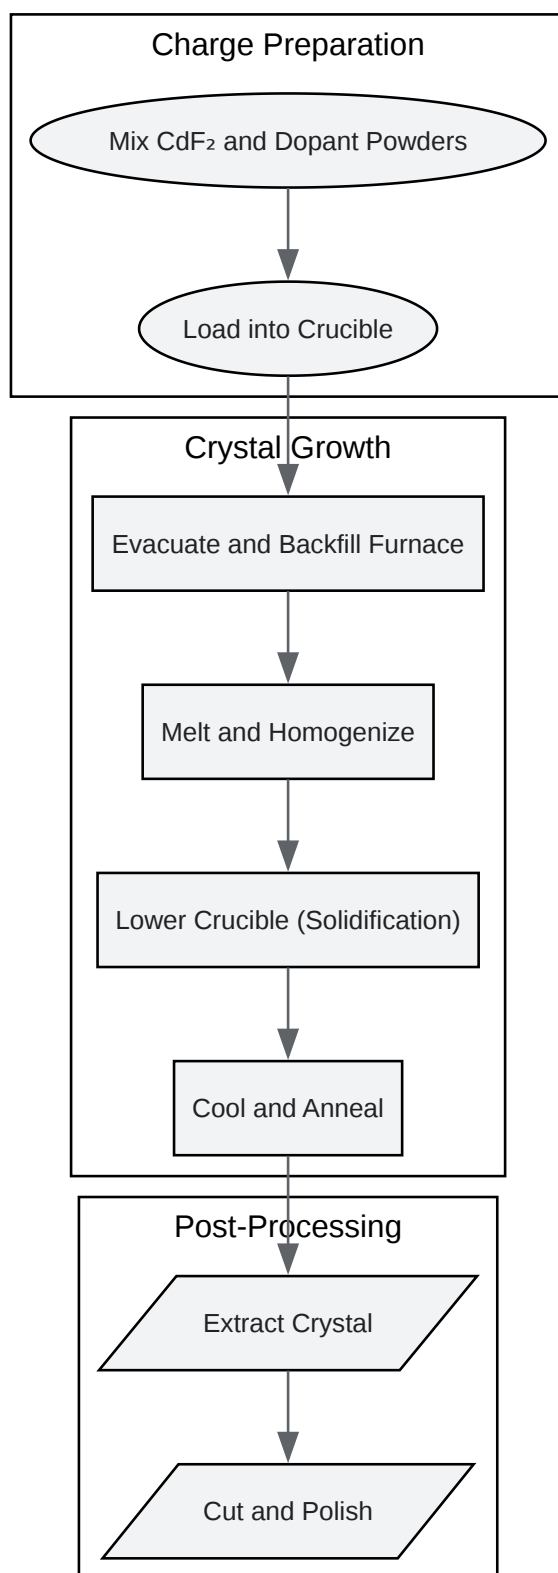 Charge Preparation
Mix CdF₂ and Dopant Powders
Load into Crucible
Crystal Growth
Evacuate and Backfill Furnace
Melt and Homogenize
Lower Crucible (Solidification)
Cool and Anneal
Post-Processing
Extract Crystal
Cut and Polish